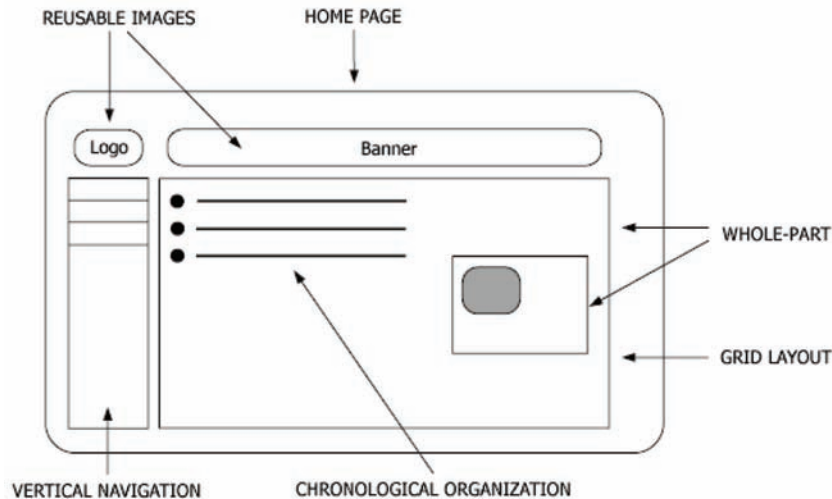 REUSABLE IMAGES
HOME PAGE
Logo
Banner
WHOLE-PART
GRID LAYOUT
VERTICAL NAVIGATION
CHRONOLOGICAL ORGANIZATION